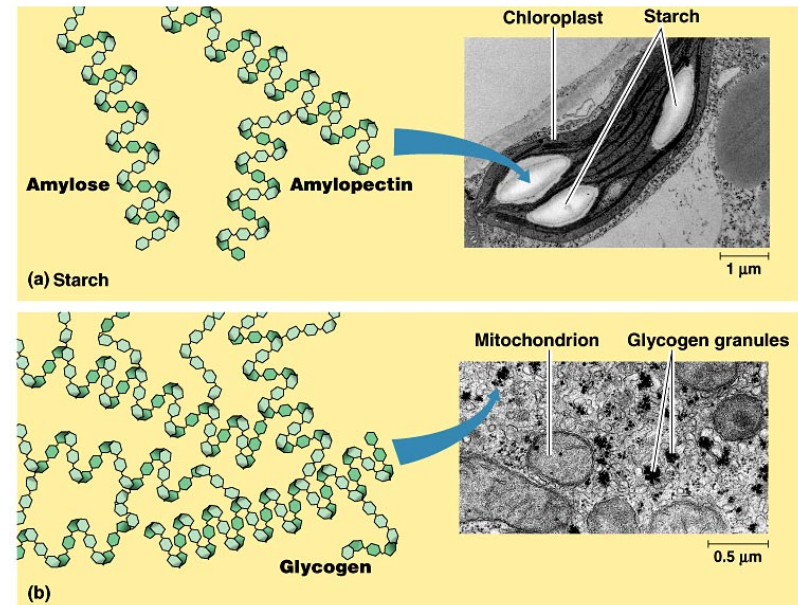 Chloroplast
Starch
Amylose
Amylopectin
1 μm
(a) Starch
Mitochondrion
Glycogen granules
Glycogen
0.5 μm
(b)